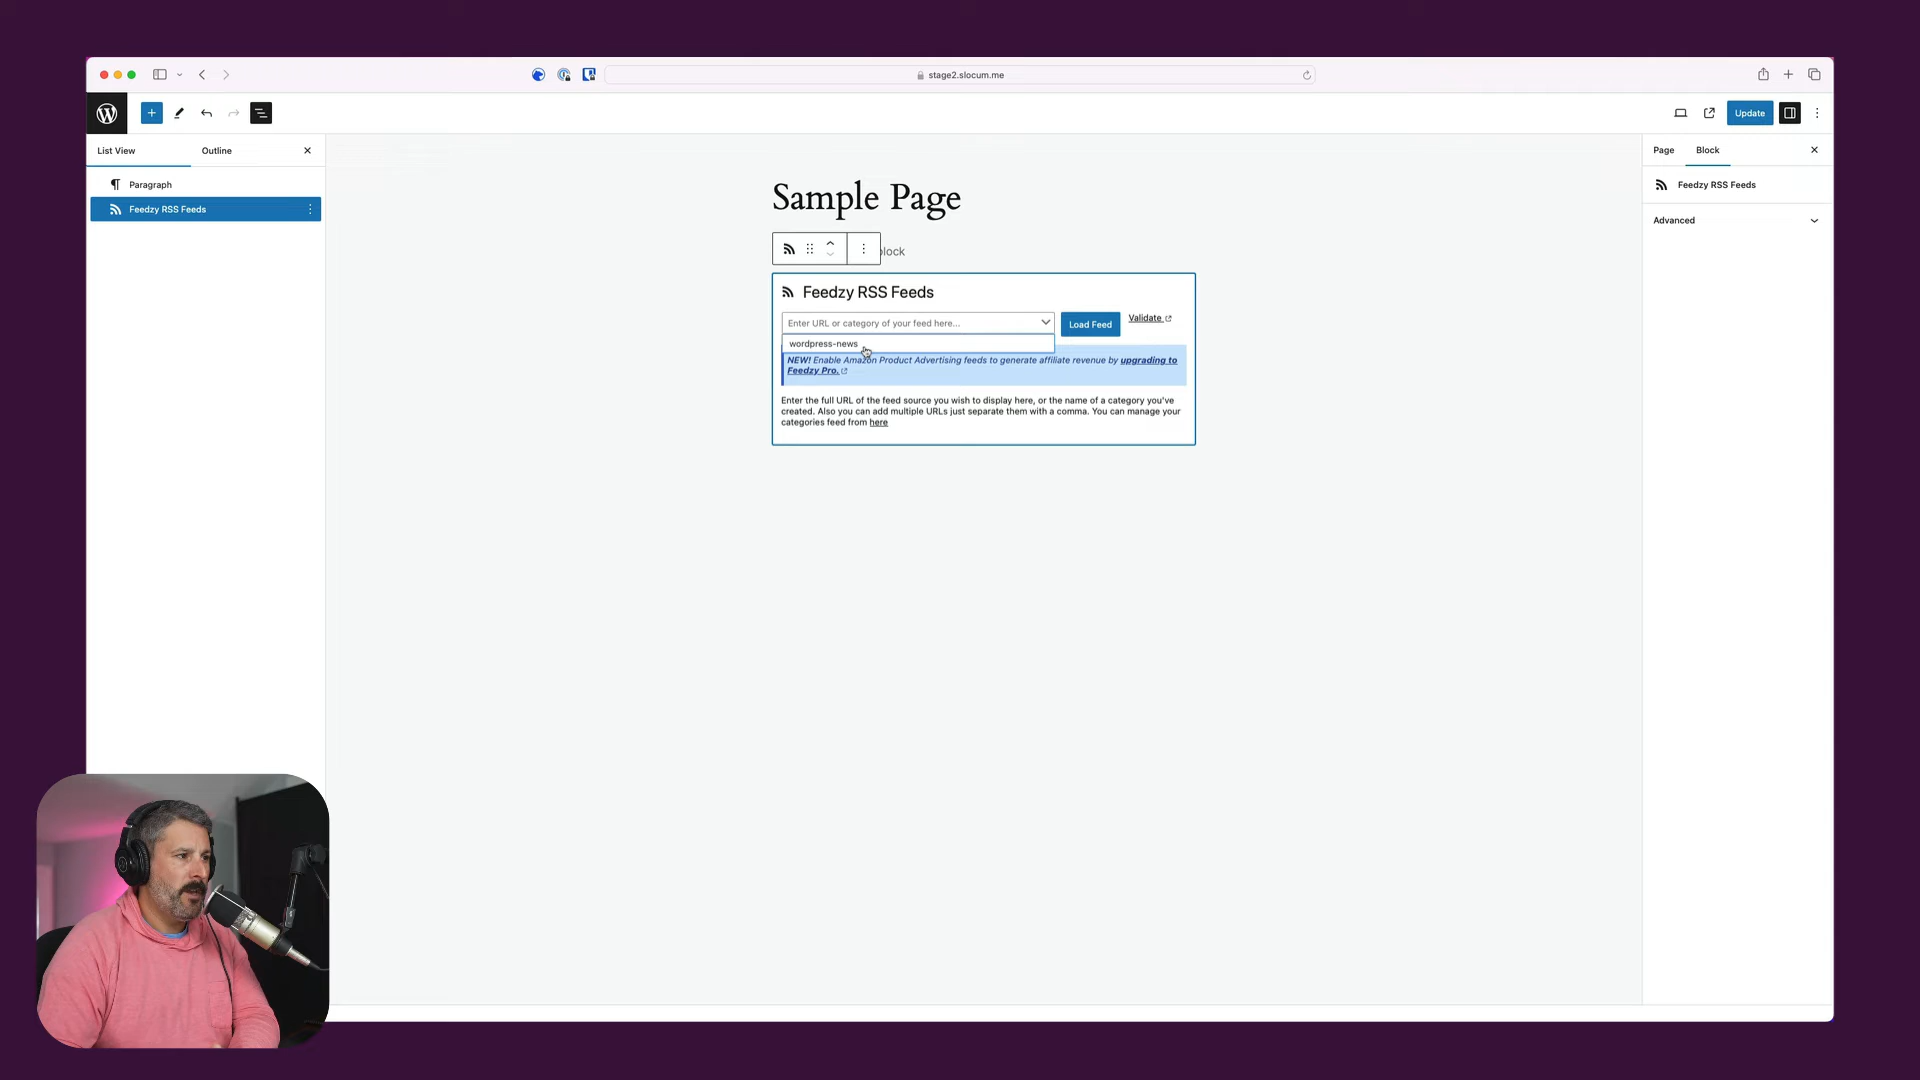 stage2.slocum.me
Update
List View
Outline
Paragraph
Feedzy RSS Feeds
Sample Page
block
Feedzy RSS Feeds
Enter URL or category of your feed here...
Load Feed
Validate
wordpress-news
NEW! Enable Amazon Product Advertising feeds to generate affiliate revenue by upgrading to
Feedzy Pro.
Enter the full URL of the feed source you wish to display here, or the name of a category you've
created. Also you can add multiple URLs just separate them with a comma. You can manage your
categories feed from here
Page
Block
Feedzy RSS Feeds
Advanced